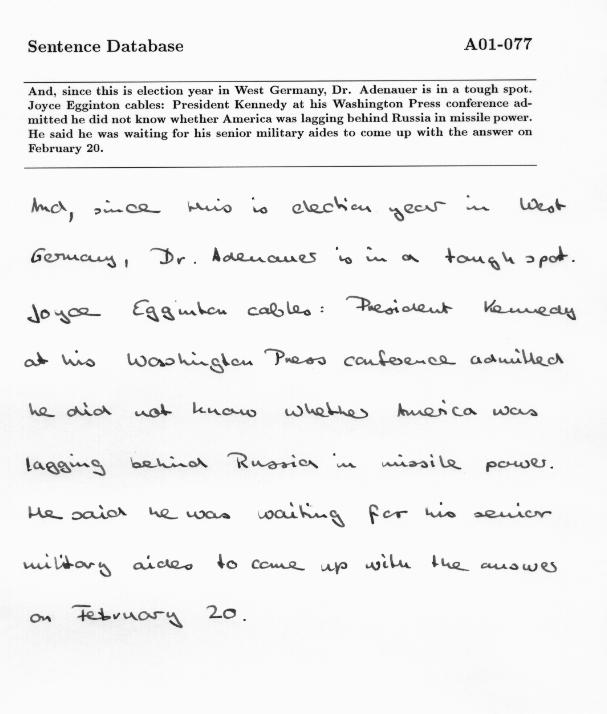 Sentence Database
A01-077
And, since this is election year in West Germany, Dr. Adenauer is in a tough spot.
Joyce Egginton cables: President Kennedy at his Washington Press conference ad-
mitted he did not know whether America was lagging behind Russia in missile power.
He said he was waiting for his senior military aides to come up with the answer on
February 20.
And, since this is election year in West
Germany, Dr. Adenauer is in a tough spot.
Joyce Egginton cables: President Kennedy
at his Washington Press conference admitted
he did not know whether America was
lagging behind Russia in missile power.
He said he was waiting for his senior
military aides to come up with the answer
on February 20.